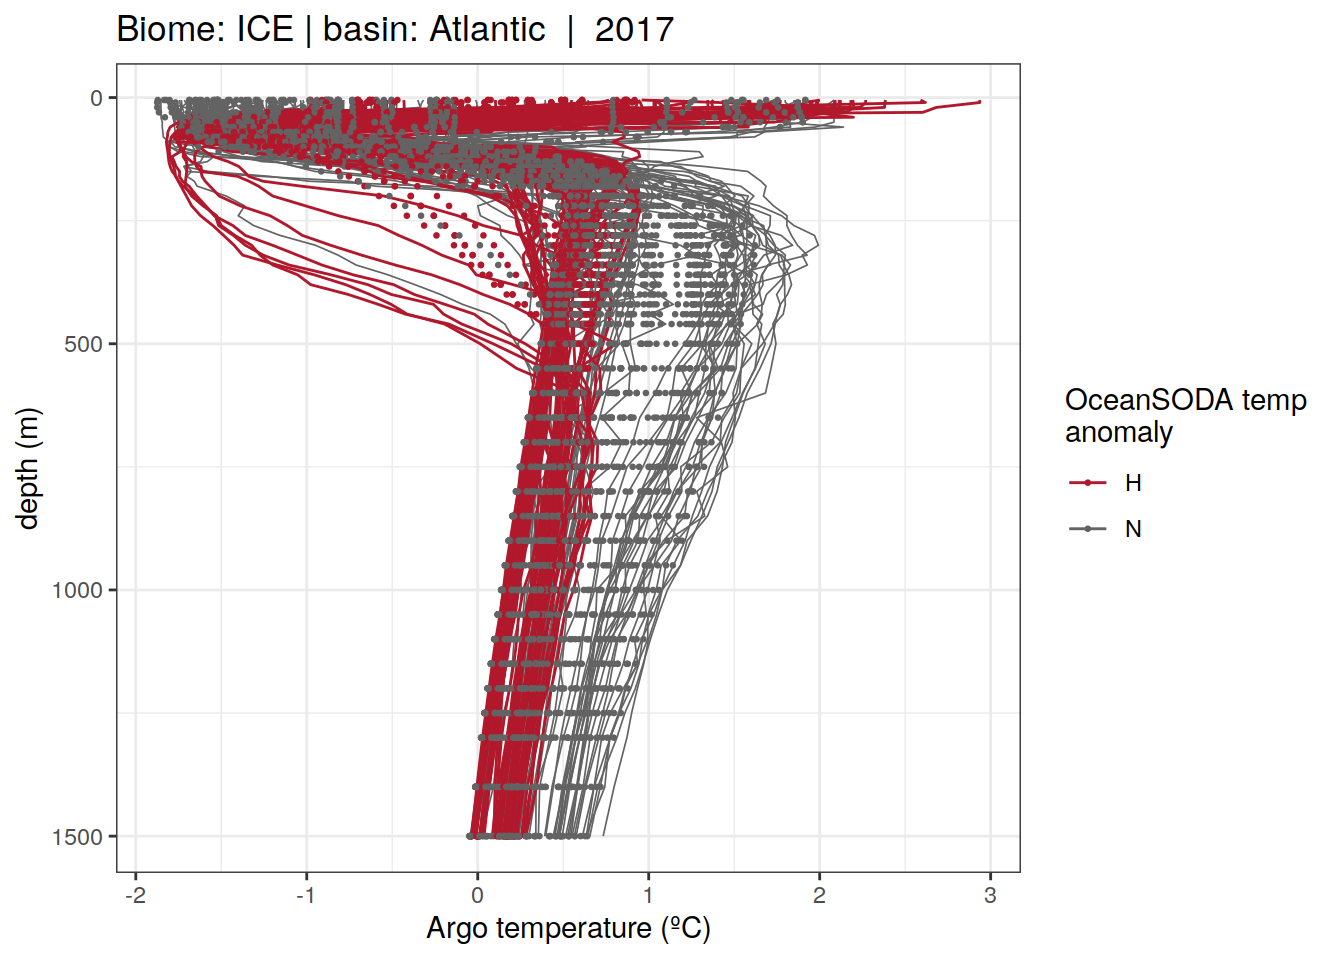 Biome: ICE | basin: Atlantic  |  2017
0
500
1000
1500
depth (m)
-2
-1
0
1
2
3
Argo temperature (ºC)
OceanSODA temp
anomaly
H
N